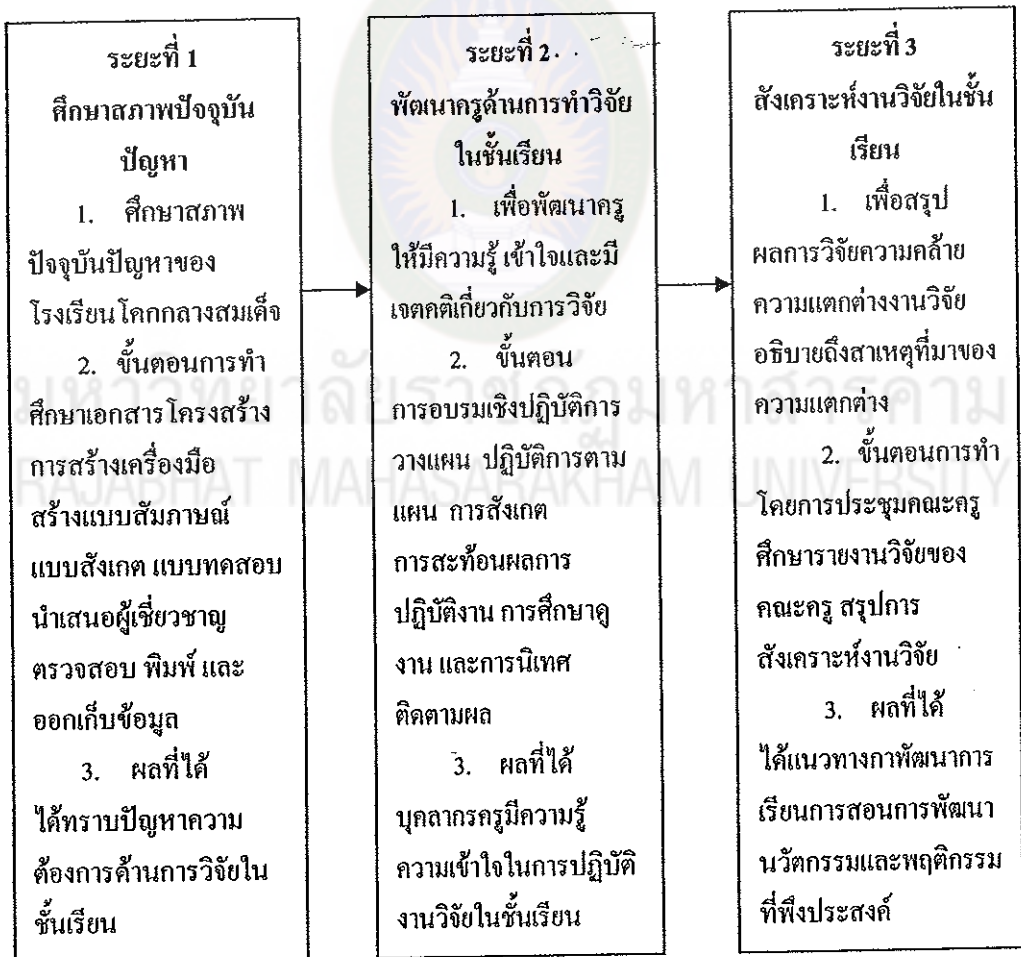 ระยะที่ 1
ศึกษาสภาพปัจจุบัน
ปัญหา
1. ศึกษาสภาพ
ปัจจุบันปัญหาของ
โรงเรียนโคกกลางสมเด็จ
2. ขั้นตอนการทำ
ศึกษาเอกสาร โครงสร้าง
การสร้างเครื่องมือ
สร้างแบบสัมภาษณ์
แบบสังเกต แบบทดสอบ
นำเสนอผู้เชี่ยวชาญ
ตรวจสอบ พิมพ์ และ
ออกเก็บข้อมูล
3. ผลที่ได้
ได้ทราบปัญหาความ
ต้องการด้านการวิจัยใน
ชั้นเรียน
ระยะที่ 2
พัฒนาครูด้านการทำวิจัย
ในชั้นเรียน
1. เพื่อพัฒนาครู
ให้มีความรู้ เข้าใจและมี
เจตคติเกี่ยวกับการวิจัย
2. ขั้นตอน
การอบรมเชิงปฏิบัติการ
วางแผน ปฏิบัติการตาม
แผน การสังเกต
การสะท้อนผลการ
ปฏิบัติงาน การศึกษาดู
งาน และการนิเทศ
ติดตามผล
3. ผลที่ได้
บุคลากรครูมีความรู้
ความเข้าใจในการปฏิบัติ
งานวิจัยในชั้นเรียน
ระยะที่ 3
สังเคราะห์งานวิจัยในชั้น
เรียน
1. เพื่อสรุป
ผลการวิจัยความคล้าย
ความแตกต่างงานวิจัย
อธิบายถึงสาเหตุที่มาของ
ความแตกต่าง
2. ขั้นตอนการทำ
โดยการประชุมคณะครู
ศึกษารายงานวิจัยของ
คณะครู สรุปการ
สังเคราะห์งานวิจัย
3. ผลที่ได้
ได้แนวทางกาพัฒนาการ
เรียนการสอนการพัฒนา
นวัตกรรมและพฤติกรรม
ที่พึงประสงค์
มหาวิทยาลัยราชภัฏมหาสารคาม
RAJABHAT MAHASARAKHAM UNIVERSITY